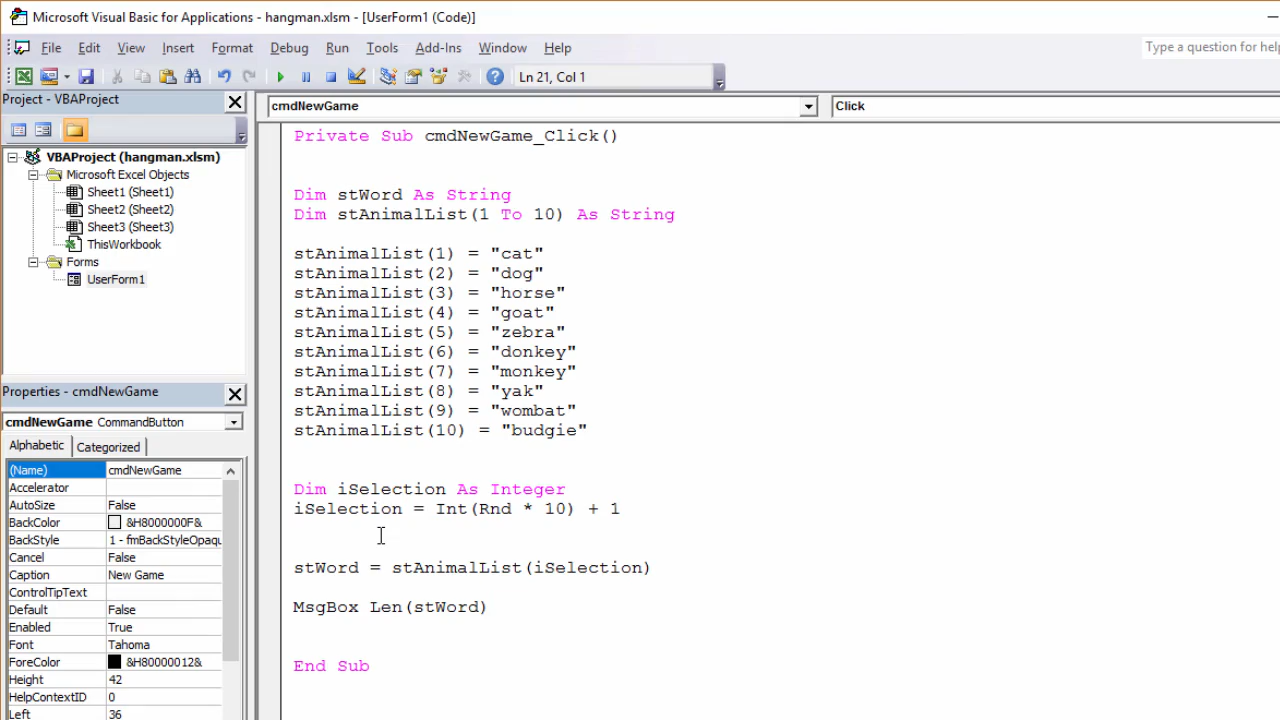 Microsoft Visual Basic for Applications - hangman.xlsm - [UserForm1 (Code)]
File Edit View Insert Format Debug Run Tools Add-Ins Window Help
Type a question for help
Ln 21, Col 1
Project - VBAProject
cmdNewGame
Click
VBAProject (hangman.xlsm)
Microsoft Excel Objects
Sheet1 (Sheet1)
Sheet2 (Sheet2)
Sheet3 (Sheet3)
ThisWorkbook
Forms
UserForm1
Properties - cmdNewGame
cmdNewGame CommandButton
Alphabetic Categorized
(Name) cmdNewGame
Accelerator
AutoSize False
BackColor &H8000000F&
BackStyle 1 - fmBackStyleOpaqu
Cancel False
Caption New Game
ControlTipText
Default False
Enabled True
Font Tahoma
ForeColor &H80000012&
Height 42
HelpContextID 0
Left 36
Private Sub cmdNewGame_Click()
Dim stWord As String
Dim stAnimalList(1 To 10) As String
stAnimalList(1) = "cat"
stAnimalList(2) = "dog"
stAnimalList(3) = "horse"
stAnimalList(4) = "goat"
stAnimalList(5) = "zebra"
stAnimalList(6) = "donkey"
stAnimalList(7) = "monkey"
stAnimalList(8) = "yak"
stAnimalList(9) = "wombat"
stAnimalList(10) = "budgie"
Dim iSelection As Integer
iSelection = Int(Rnd * 10) + 1
stWord = stAnimalList(iSelection)
MsgBox Len(stWord)
End Sub